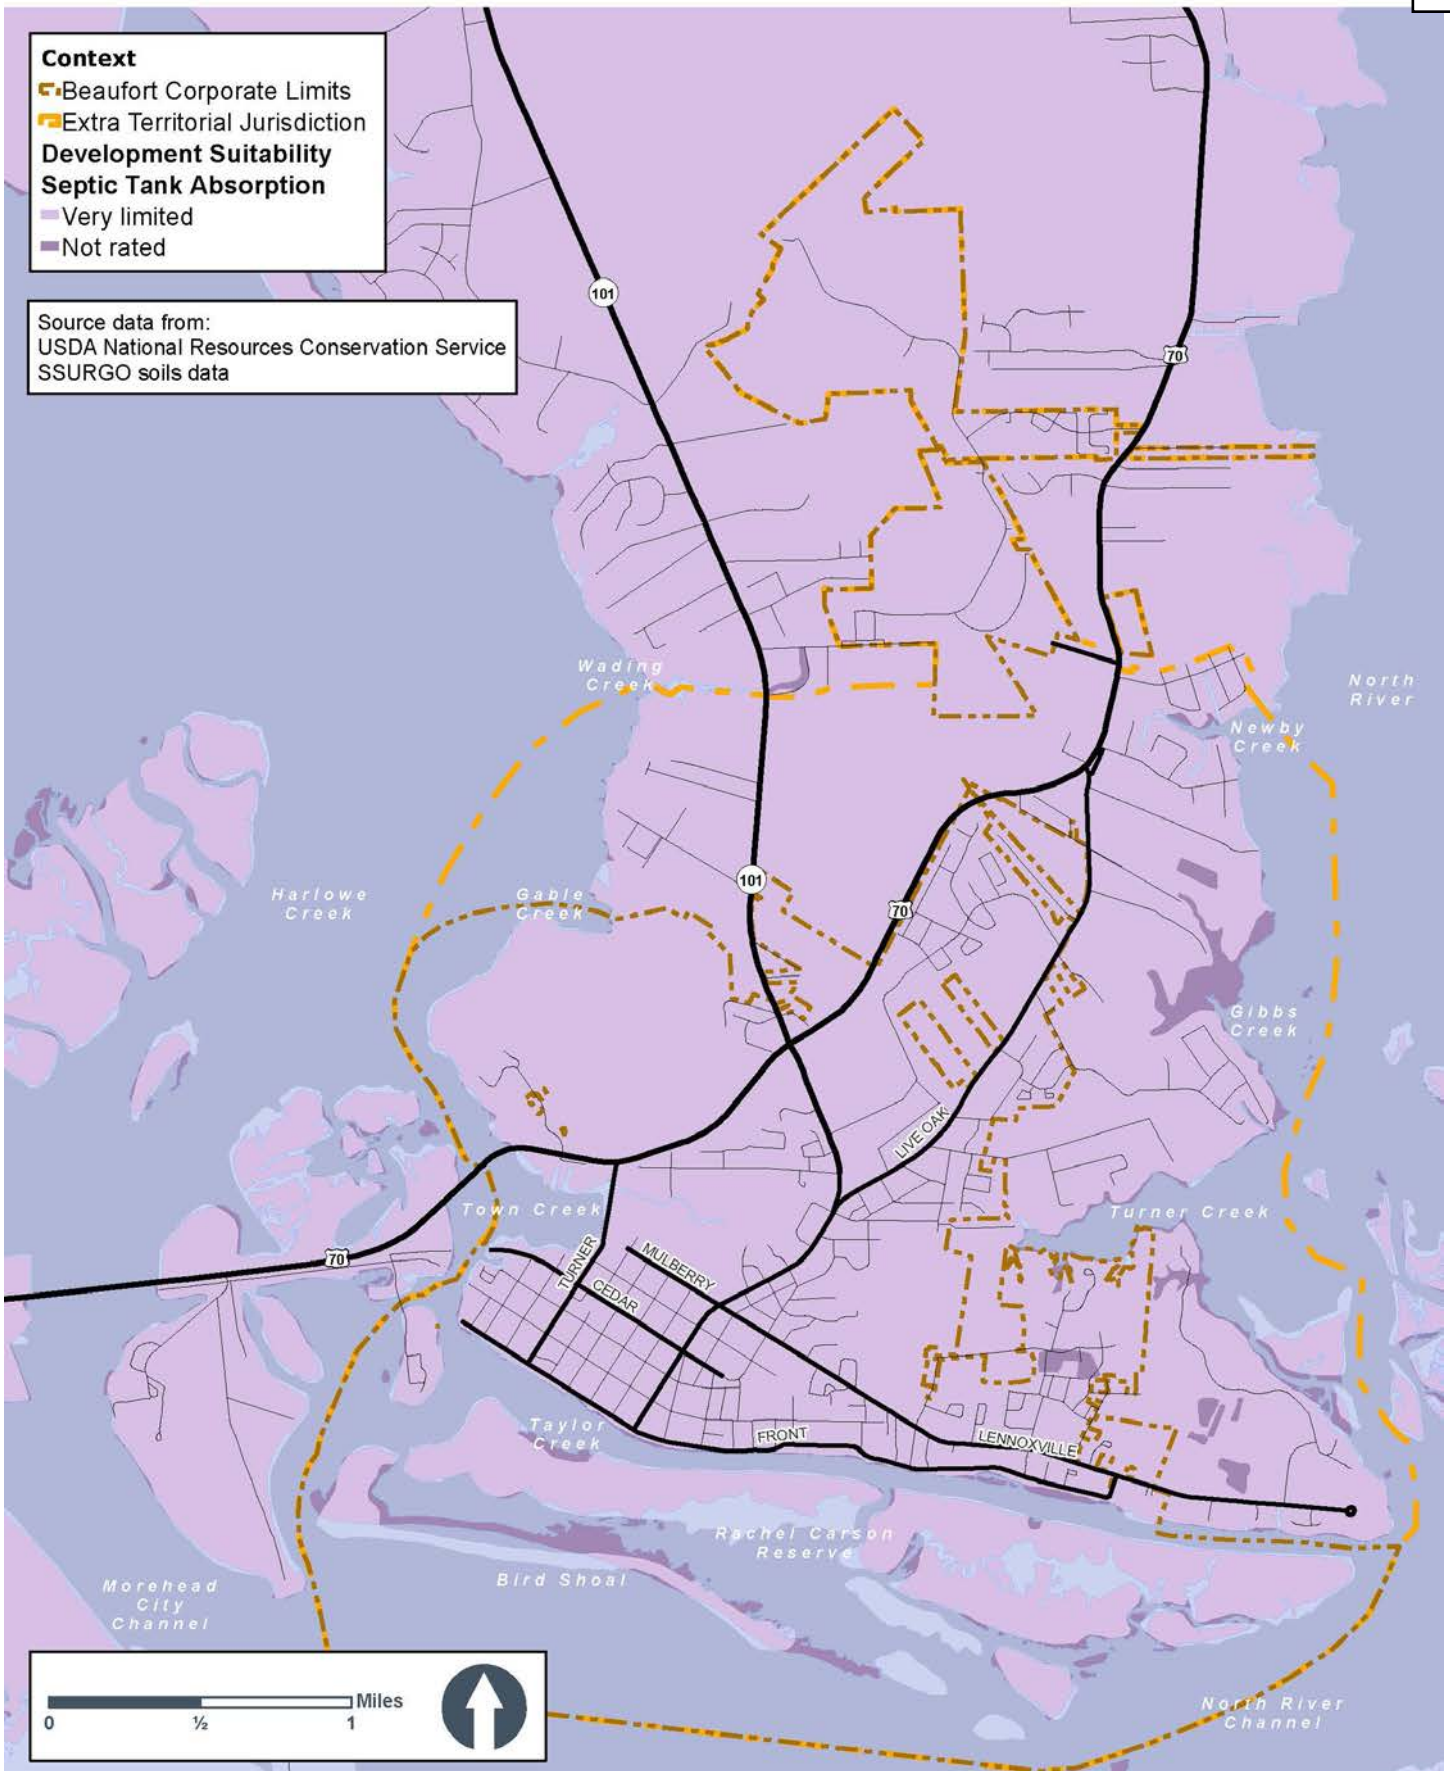 Context
Beaufort Corporate Limits
Extra Territorial Jurisdiction
Development Suitability
Septic Tank Absorption
Very limited
Not rated
Source data from:
USDA National Resources Conservation Service
SSURGO soils data
101
70
Wading
Creek
North
River
Newby
Creek
Harlowe
Creek
Gable
Creek
101
70
Gibbs
Creek
LIVE OAK
Town Creek
Turner Creek
70
TURNER
MULBERRY
CEDAR
Taylor
Creek
FRONT
LENNOXVILLE
Rachel Carson
Reserve
Bird Shoal
Morehead
City
Channel
North River
Channel
Miles
0
½
1